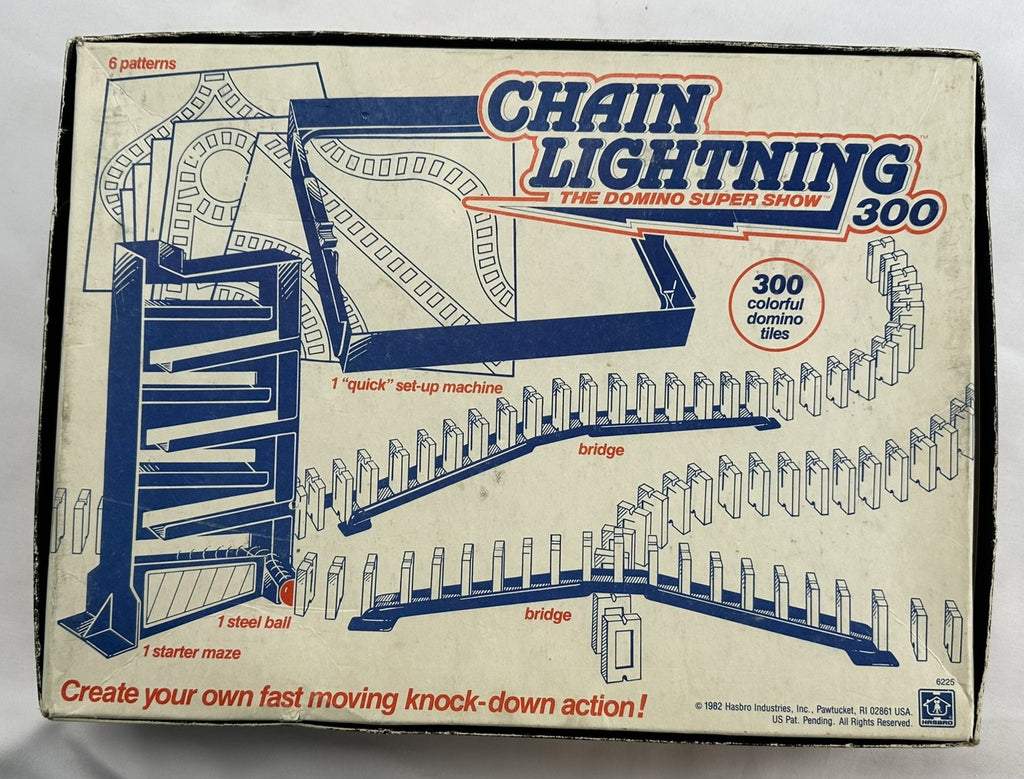 6 patterns
CHAIN
LIGHTNING™
THE DOMINO SUPER SHOW™
300
300
colorful
domino
tiles
1 "quick" set-up machine
bridge
bridge
1 steel ball
1 starter maze
Create your own fast moving knock-down action!
6225
© 1982 Hasbro Industries, Inc., Pawtucket, RI 02861 USA.
US Pat. Pending. All Rights Reserved.
HASBRO